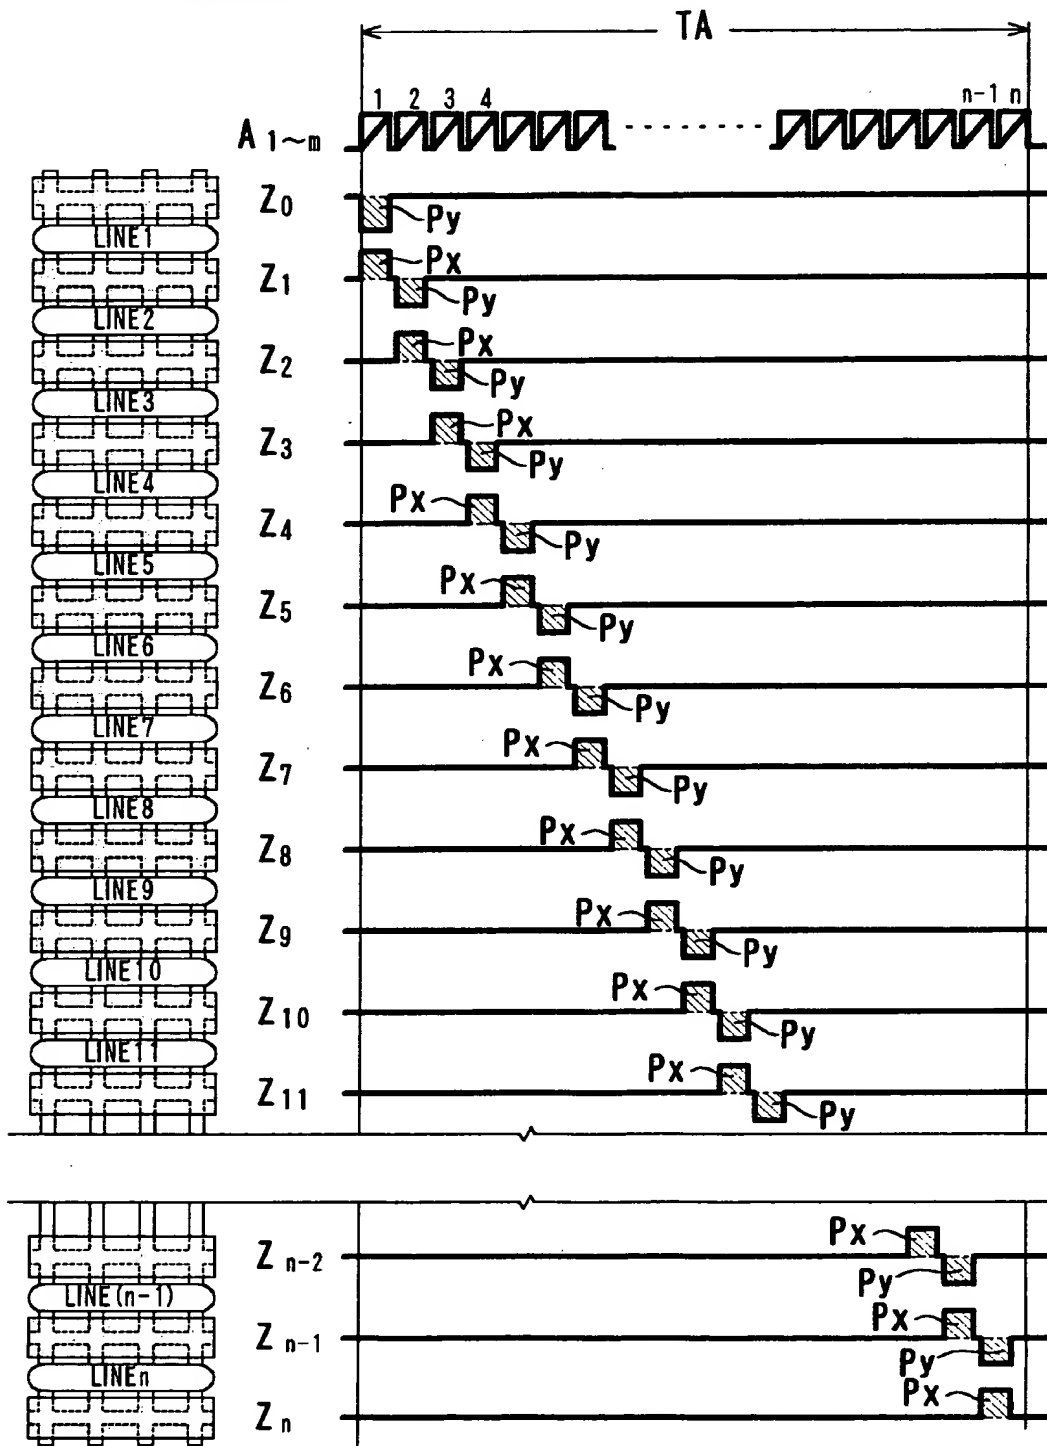 TA
1 2 3 4 n-1 n
A 1~m
Z0 Py
LINE1
Px
Z1 Py
LINE2
Px
Z2 Py
LINE3
Px
Z3 Py
LINE4
Px
Z4 Py
LINE5
Px
Z5 Py
LINE6
Px
Z6 Py
LINE7
Px
Z7 Py
LINE8
Px
Z8 Py
LINE9
Px
Z9 Py
LINE10
Px
Z10 Py
LINE11
Px
Z11 Py
Px
Z n-2
Py
LINE(n-1)
Px
Z n-1
Py
LINEn
Px
Z n